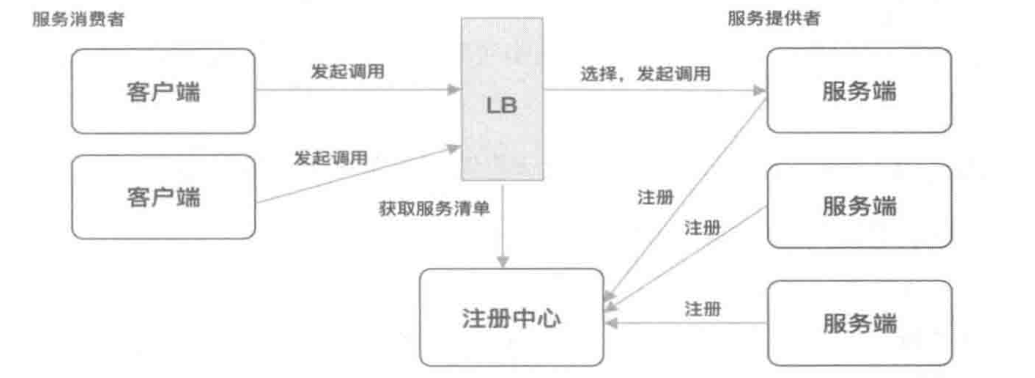 服务消费者
服务提供者
客户端
发起调用
LB
选择，发起调用
服务端
客户端
发起调用
获取服务清单
注册
服务端
注册
注册中心
注册
服务端